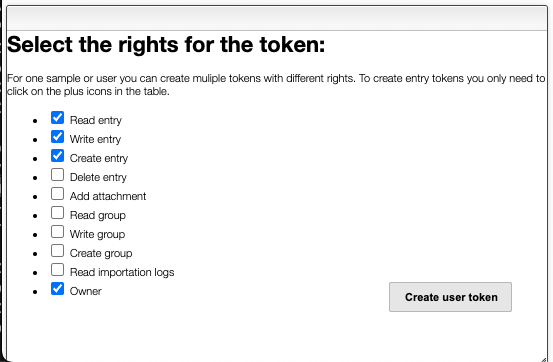 Select the rights for the token:
For one sample or user you can create muliple tokens with different rights. To create entry tokens you only need to
click on the plus icons in the table.
Read entry
Write entry
Create entry
Delete entry
Add attachment
Read group
Write group
Create group
Read importation logs
Owner
Create user token